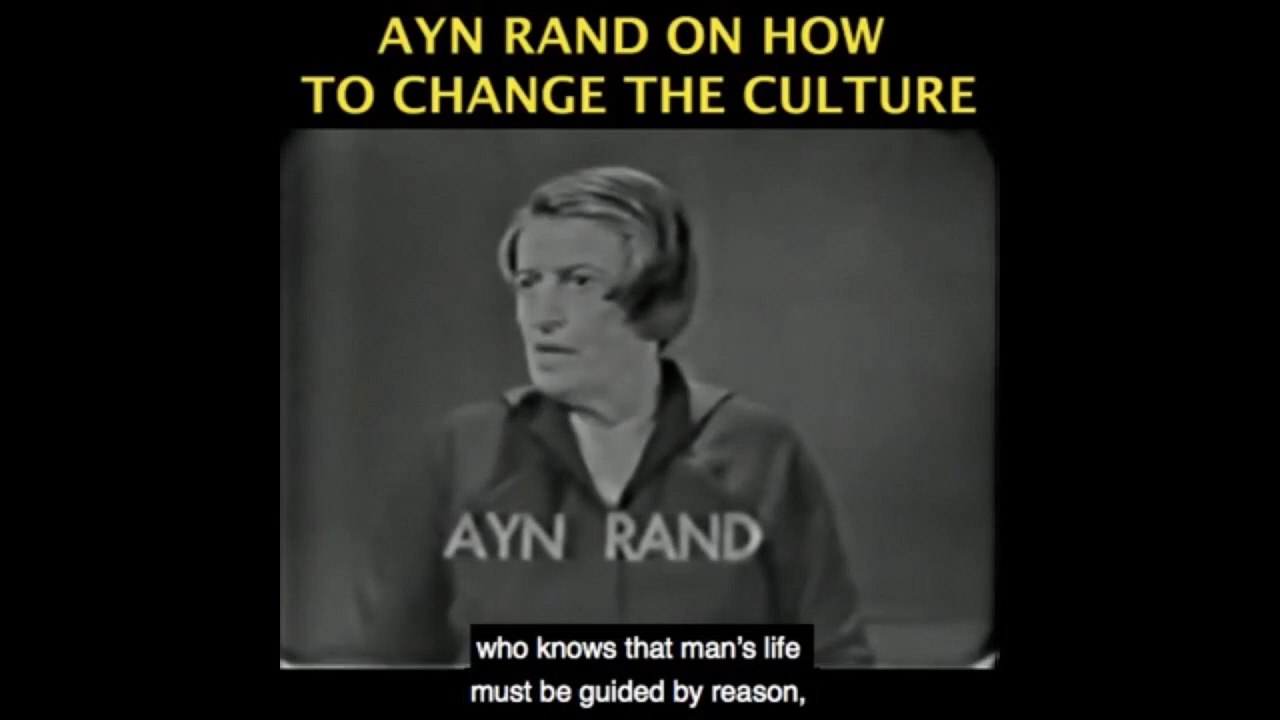 AYN RAND ON HOW
TO CHANGE THE CULTURE
AYN RAND
who knows that man's life
must be guided by reason,